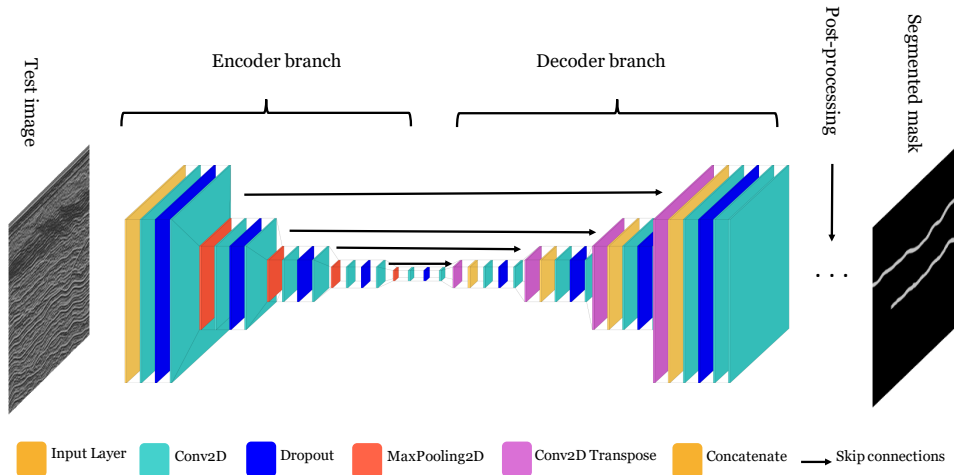 Test image
Encoder branch
Decoder branch
Post-processing
Segmented mask
. . .
Input Layer
Conv2D
Dropout
MaxPooling2D
Conv2D Transpose
Concatenate
Skip connections